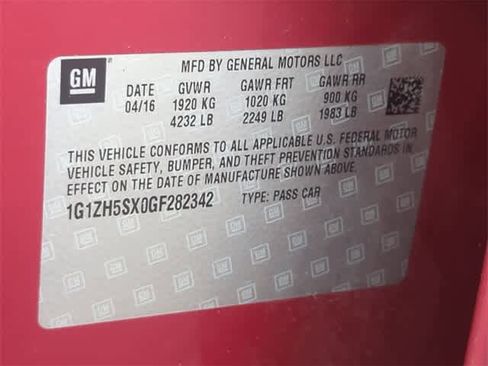 GM
MFD BY GENERAL MOTORS LLC
DATE GVWR GAWR FRT GAWR RR
04/16 1920 KG 1020 KG 900 KG
4232 LB 2249 LB 1983 LB
THIS VEHICLE CONFORMS TO ALL APPLICABLE U.S. FEDERAL MOTOR
VEHICLE SAFETY, BUMPER, AND THEFT PREVENTION STANDARDS IN
EFFECT ON THE DATE OF MANUFACTURE SHOWN ABOVE.
1G1ZH5SX0GF282342 TYPE: PASS CAR